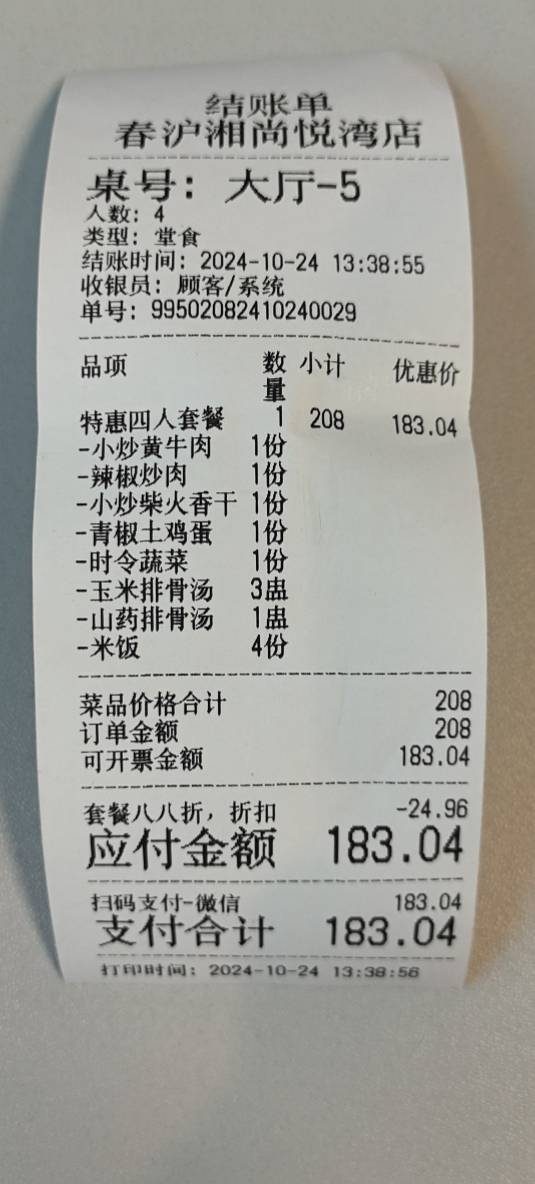 结账单
春沪湘尚悦湾店
桌号: 大厅-5
人数: 4
类型: 堂食
结账时间: 2024-10-24 13:38:55
收银员: 顾客/系统
单号: 99502082410240029
品项 数量 小计 优惠价
特惠四人套餐 1 208 183.04
-小炒黄牛肉 1份
-辣椒炒肉 1份
-小炒柴火香干 1份
-青椒土鸡蛋 1份
-时令蔬菜 1份
-玉米排骨汤 3盅
-山药排骨汤 1盅
-米饭 4份
菜品价格合计 208
订单金额 208
可开票金额 183.04
套餐八八折，折扣 -24.96
应付金额 183.04
扫码支付-微信 183.04
支付合计 183.04
打印时间: 2024-10-24 13:38:56